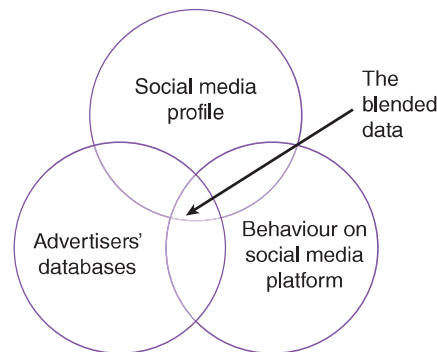 Social media
profile
The
blended
data
Advertisers'
databases
Behaviour on
social media
platform